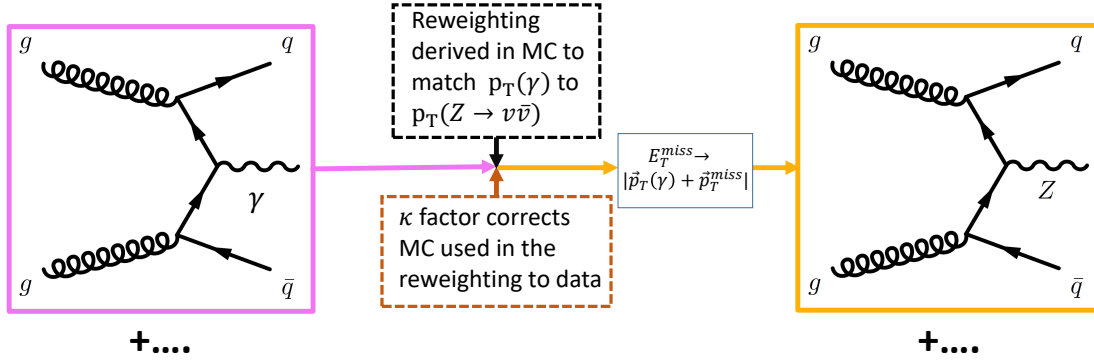 g
q
γ
g
q̄
+....
Reweighting
derived in MC to
match p_T(γ) to
p_T(Z → νν̄)
κ factor corrects
MC used in the
reweighting to data
E_T^{miss} →
|p⃗_T(γ) + p⃗_T^{miss}|
g
q
Z
g
q̄
+....